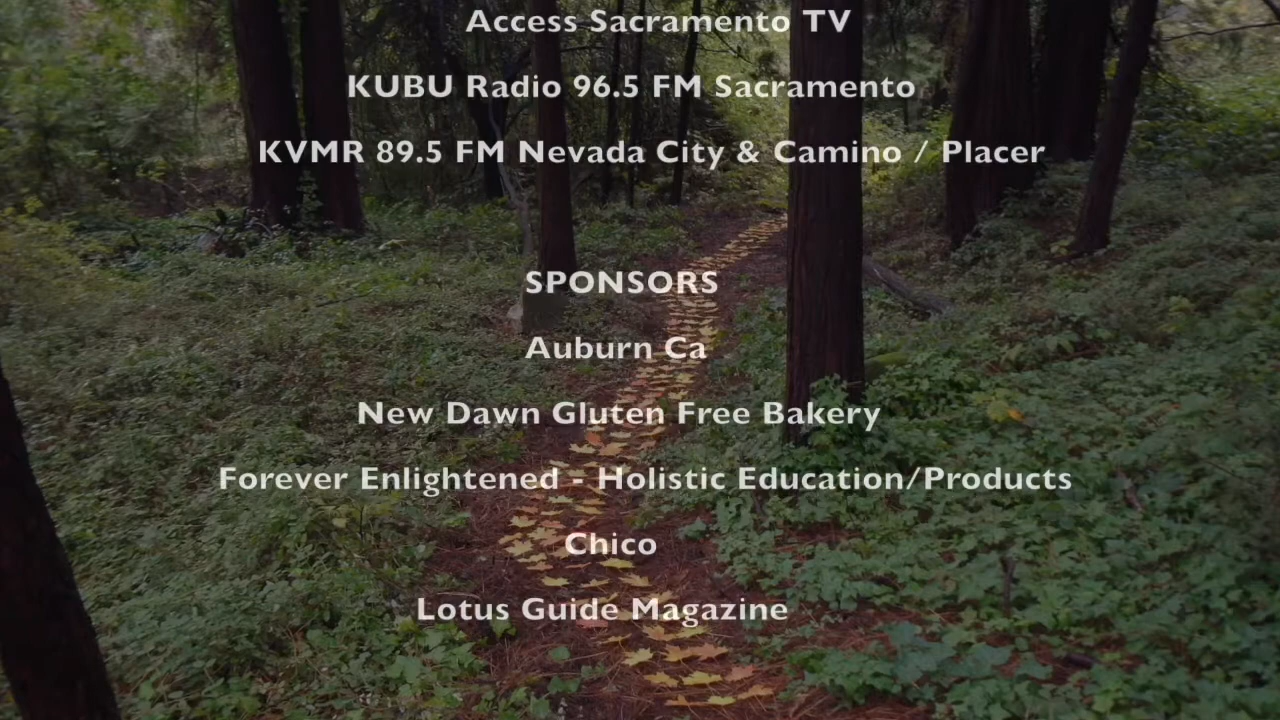 Access Sacramento TV
KUBU Radio 96.5 FM Sacramento
KVMR 89.5 FM Nevada City & Camino / Placer
SPONSORS
Auburn Ca
New Dawn Gluten Free Bakery
Forever Enlightened - Holistic Education/Products
Chico
Lotus Guide Magazine